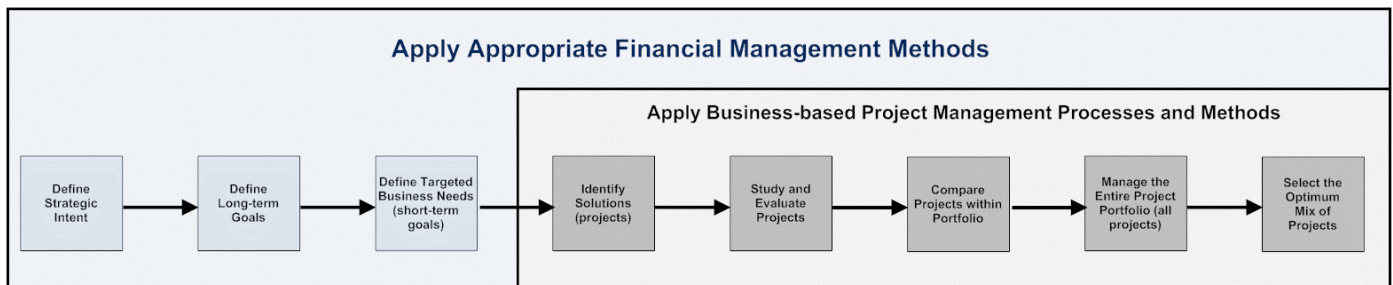 Apply Appropriate Financial Management Methods
Apply Business-based Project Management Processes and Methods
Define
Strategic
Intent
Define
Long-term
Goals
Define Targeted
Business Needs
(short-term
goals)
Identify
Solutions
(projects)
Study and
Evaluate
Projects
Compare
Projects within
Portfolio
Manage the
Entire Project
Portfolio (all
projects)
Select the
Optimum
Mix of
Projects